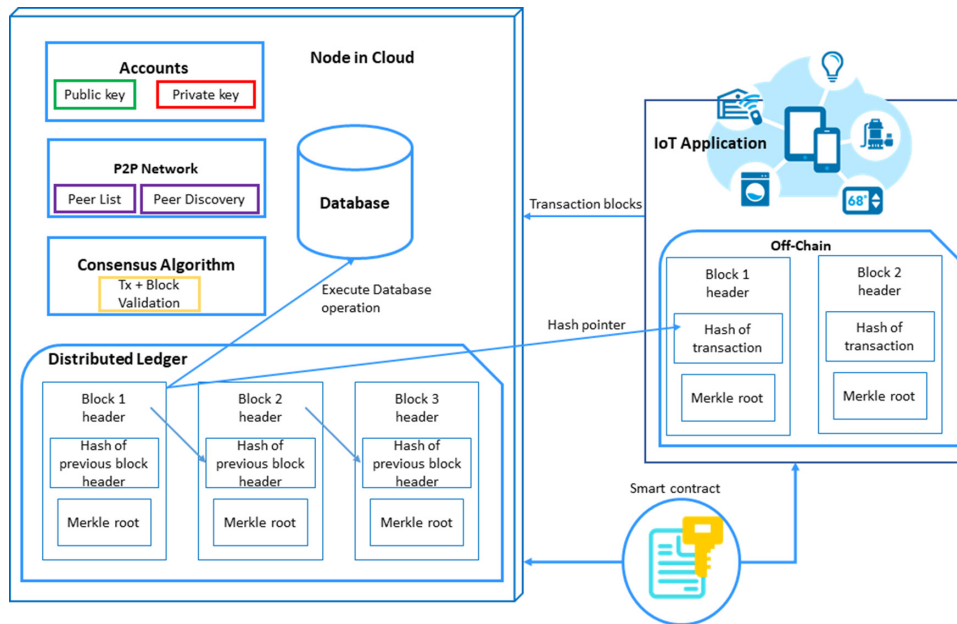 Node in Cloud
Accounts
Public key
Private key
P2P Network
Peer List
Peer Discovery
Consensus Algorithm
Tx + Block
Validation
Database
Execute Database
operation
Distributed Ledger
Block 1
header
Hash of
previous block
header
Merkle root
Block 2
header
Hash of
previous block
header
Merkle root
Block 3
header
Hash of
previous block
header
Merkle root
Transaction blocks
Hash pointer
IoT Application
68°
Off-Chain
Block 1
header
Hash of
transaction
Merkle root
Block 2
header
Hash of
transaction
Merkle root
Smart contract